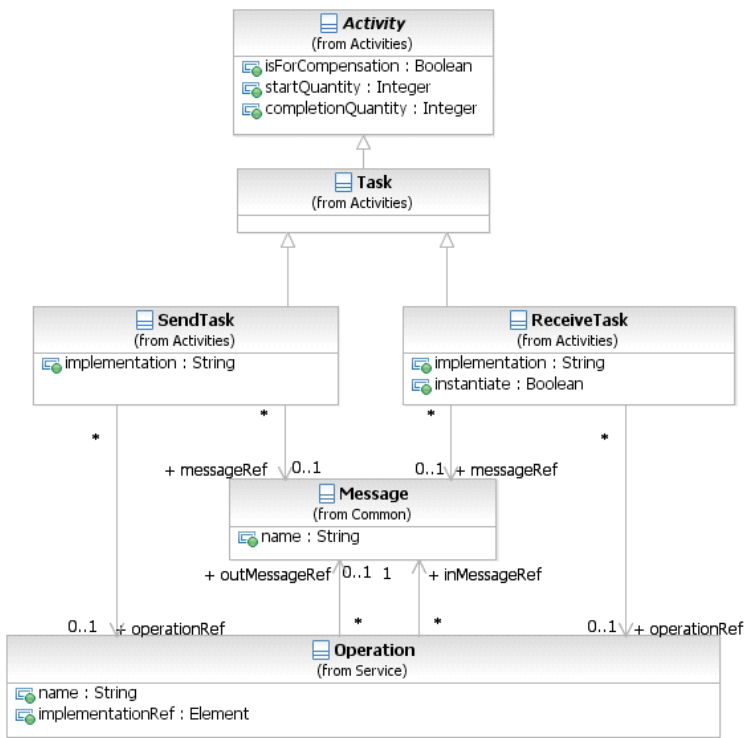 Activity
(from Activities)
isForCompensation : Boolean
startQuantity : Integer
completionQuantity : Integer
Task
(from Activities)
SendTask
(from Activities)
implementation : String
ReceiveTask
(from Activities)
implementation : String
instantiate : Boolean
* * * *
+ messageRef 0..1 0..1 + messageRef
Message
(from Common)
name : String
+ outMessageRef 0..1 1 + inMessageRef
* *
0..1 + operationRef 0..1 + operationRef
Operation
(from Service)
name : String
implementationRef : Element